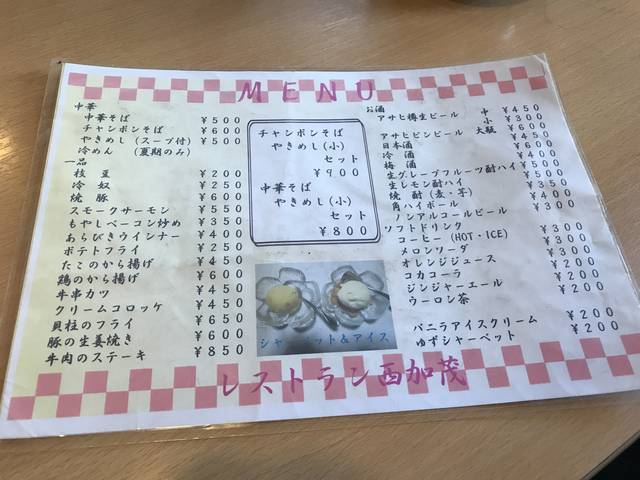 MENU
中華
中華そば ¥500
チャンポンそば ¥600
やきめし(スープ付) ¥500
冷めん (夏期のみ)
一品
枝豆 ¥200
冷奴 ¥250
焼豚 ¥350
スモークサーモン ¥550
もやしベーコン炒め ¥350
あらびきウインナー ¥400
ポテトフライ ¥250
たこのから揚げ ¥450
鶏のから揚げ ¥600
牛串カツ ¥450
クリームコロッケ ¥450
貝柱のフライ ¥650
豚の生姜焼き ¥600
牛肉のステーキ ¥850
チャンポンそば
やきめし(小)
セット
¥900
中華そば
やきめし(小)
セット
¥800
シャーベット&アイス
お酒
アサヒ樽生ビール 中 ¥450
小 ¥300
アサヒビンビール 大瓶 ¥600
日本酒
冷酒
梅酒
生グレープフルーツ酎ハイ ¥500
生レモン酎ハイ
焼酎(麦・芋) ¥350
角ハイボール ¥400
ノンアルコールビール
ソフトドリンク
コーヒー(HOT・ICE) ¥300
メロンソーダ ¥300
オレンジジュース
コカコーラ ¥200
ジンジャーエール ¥200
ウーロン茶 ¥200
バニラアイスクリーム ¥200
ゆずシャーベット ¥200
レストラン西加茂